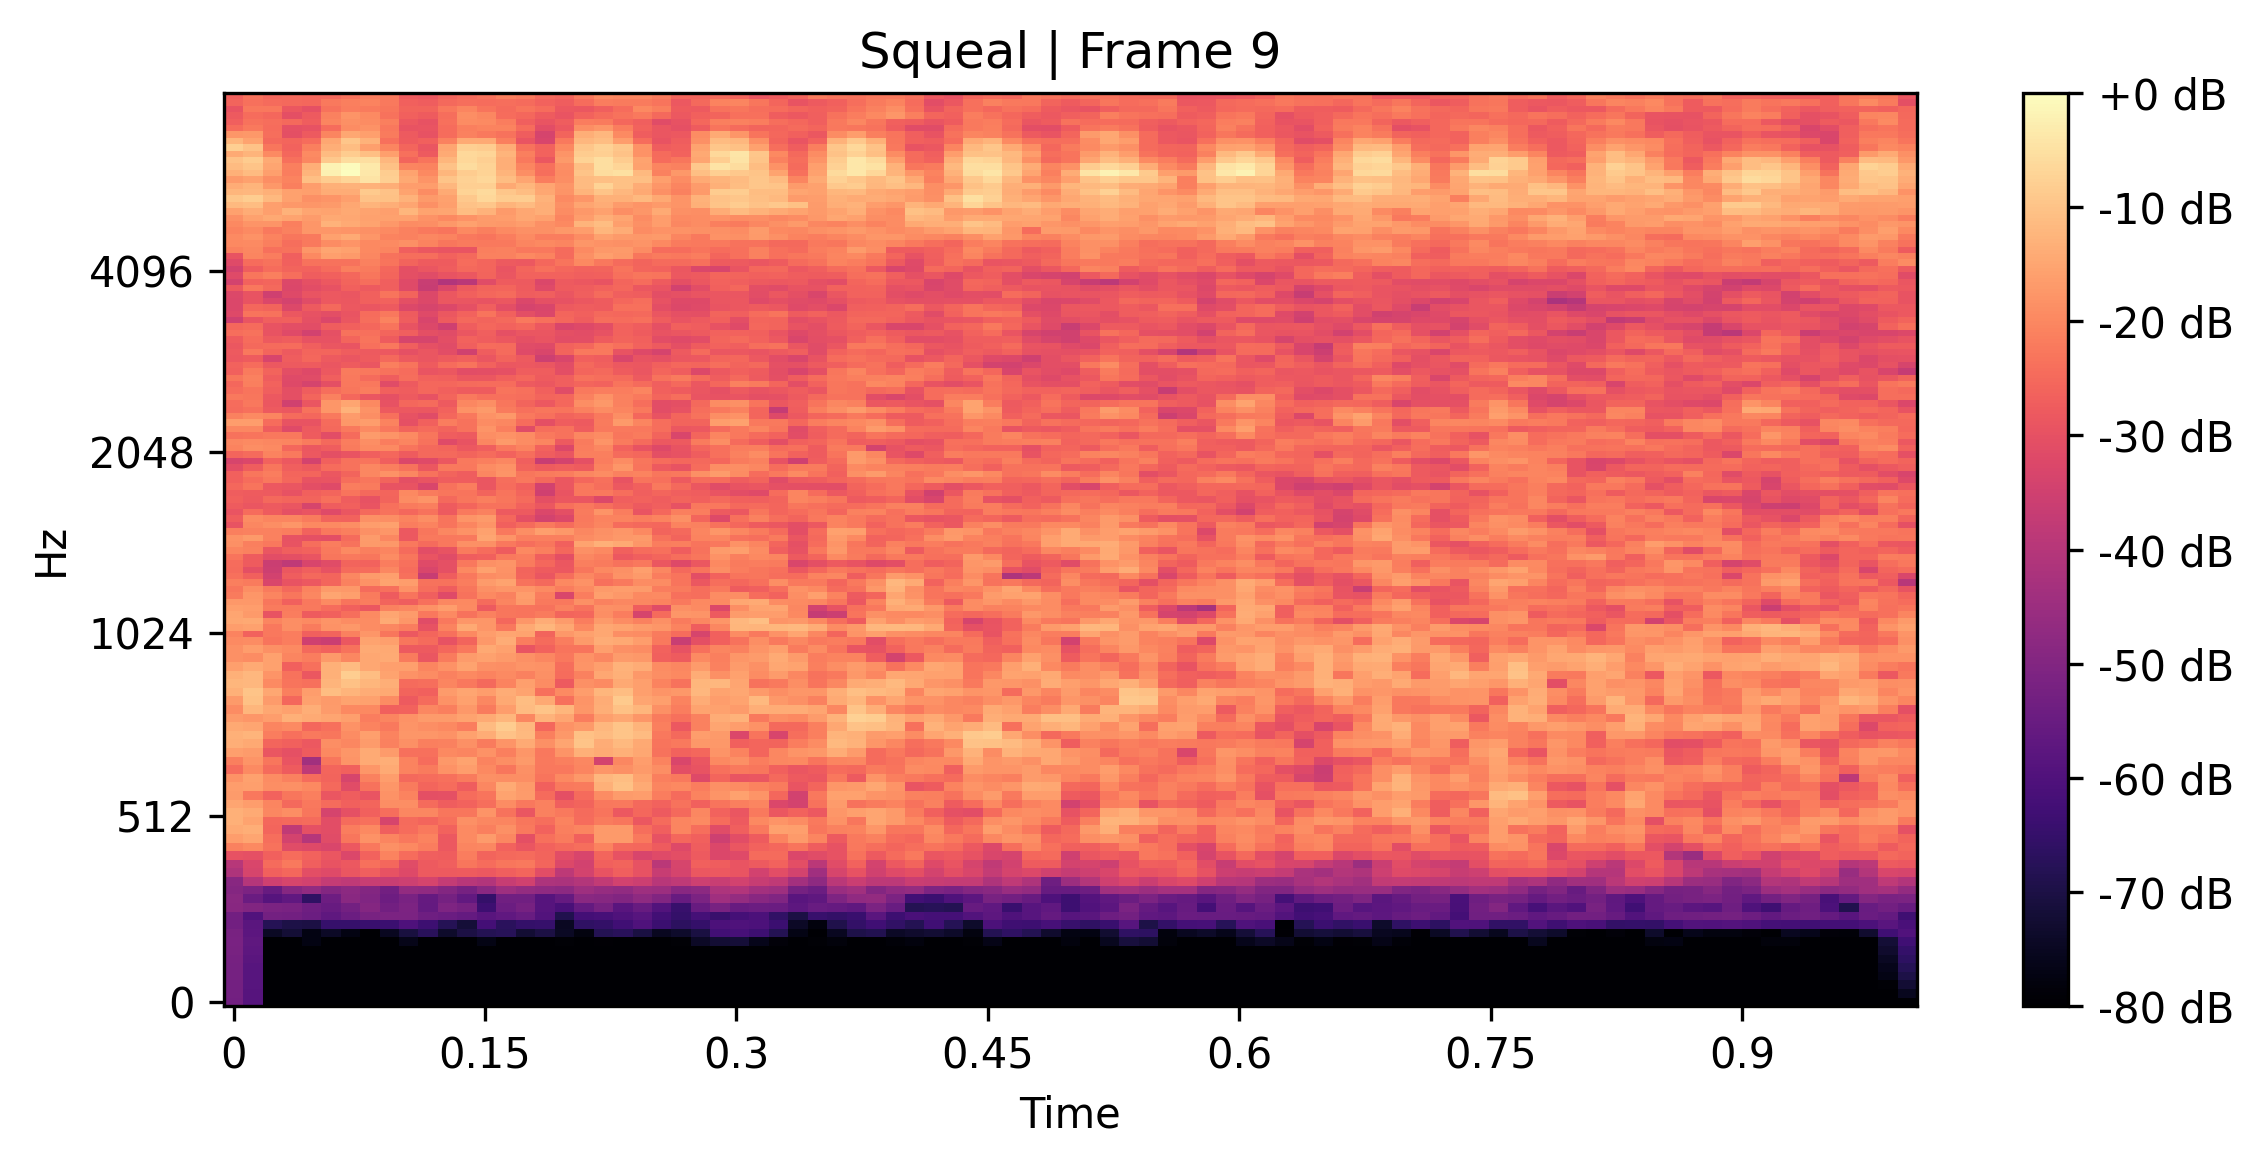 Squeal | Frame 9
+0 dB
-10 dB
-20 dB
-30 dB
-40 dB
-50 dB
-60 dB
-70 dB
-80 dB
Hz
4096
2048
1024
512
0
0 0.15 0.3 0.45 0.6 0.75 0.9
Time